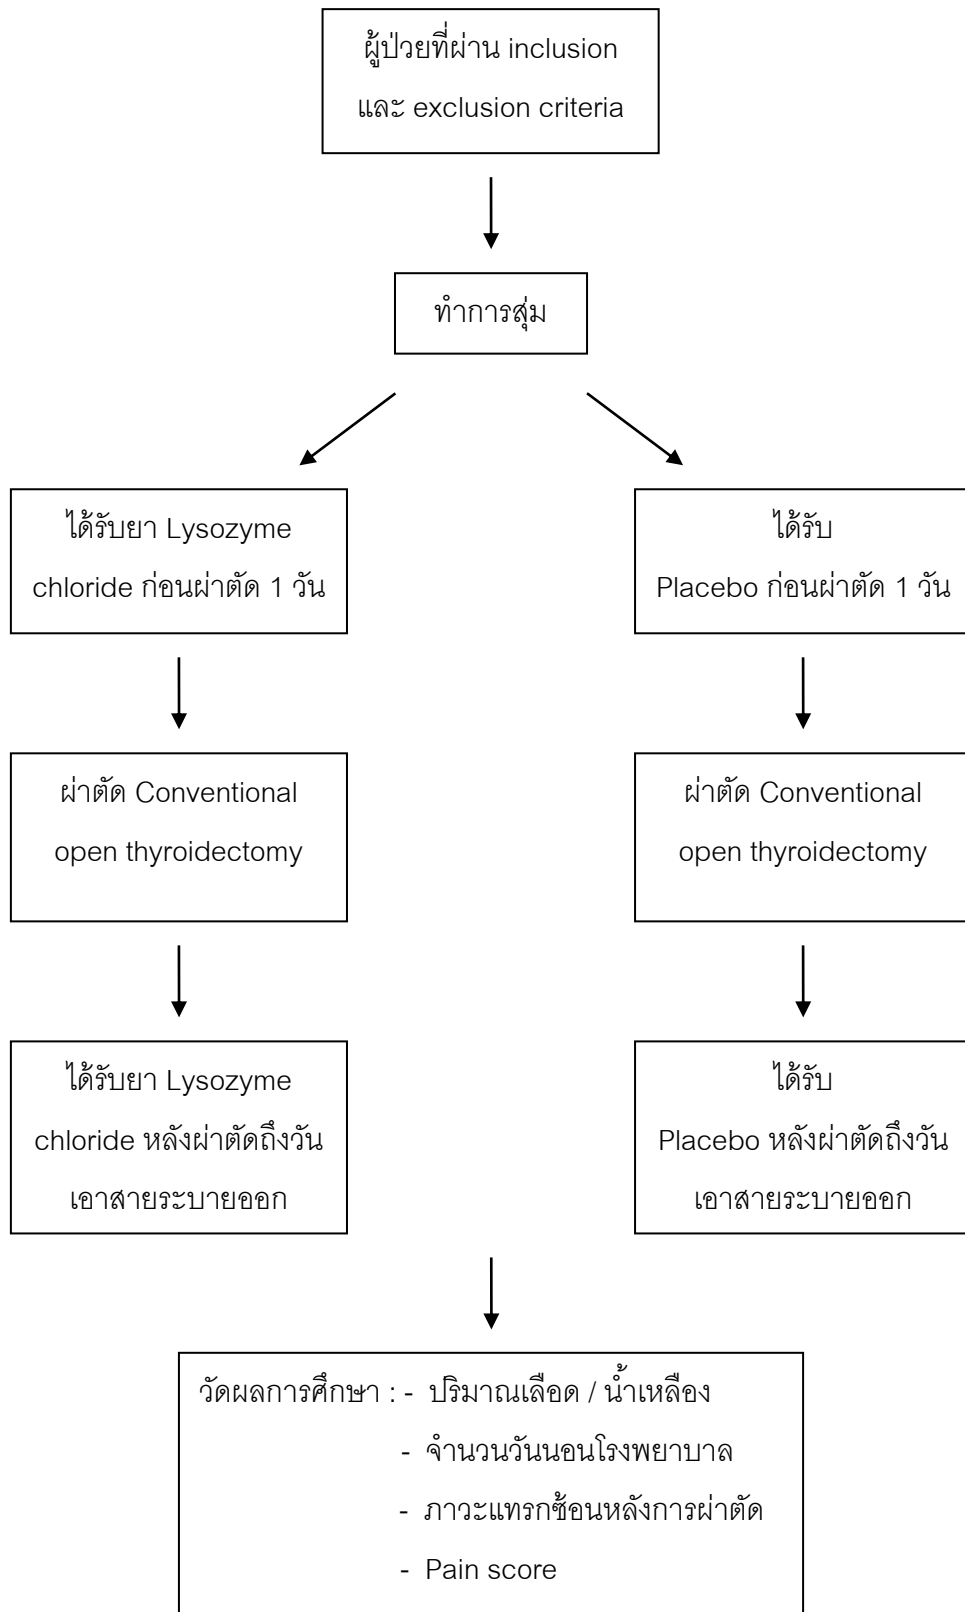 ผู้ป่วยที่ผ่าน inclusion
และ exclusion criteria
ทำการสุ่ม
ได้รับยา Lysozyme
chloride ก่อนผ่าตัด 1 วัน
ได้รับ
Placebo ก่อนผ่าตัด 1 วัน
ผ่าตัด Conventional
open thyroidectomy
ผ่าตัด Conventional
open thyroidectomy
ได้รับยา Lysozyme
chloride หลังผ่าตัดถึงวัน
เอาสายระบายออก
ได้รับ
Placebo หลังผ่าตัดถึงวัน
เอาสายระบายออก
วัดผลการศึกษา : - ปริมาณเลือด / น้ำเหลือง
- จำนวนวันนอนโรงพยาบาล
- ภาวะแทรกซ้อนหลังการผ่าตัด
- Pain score